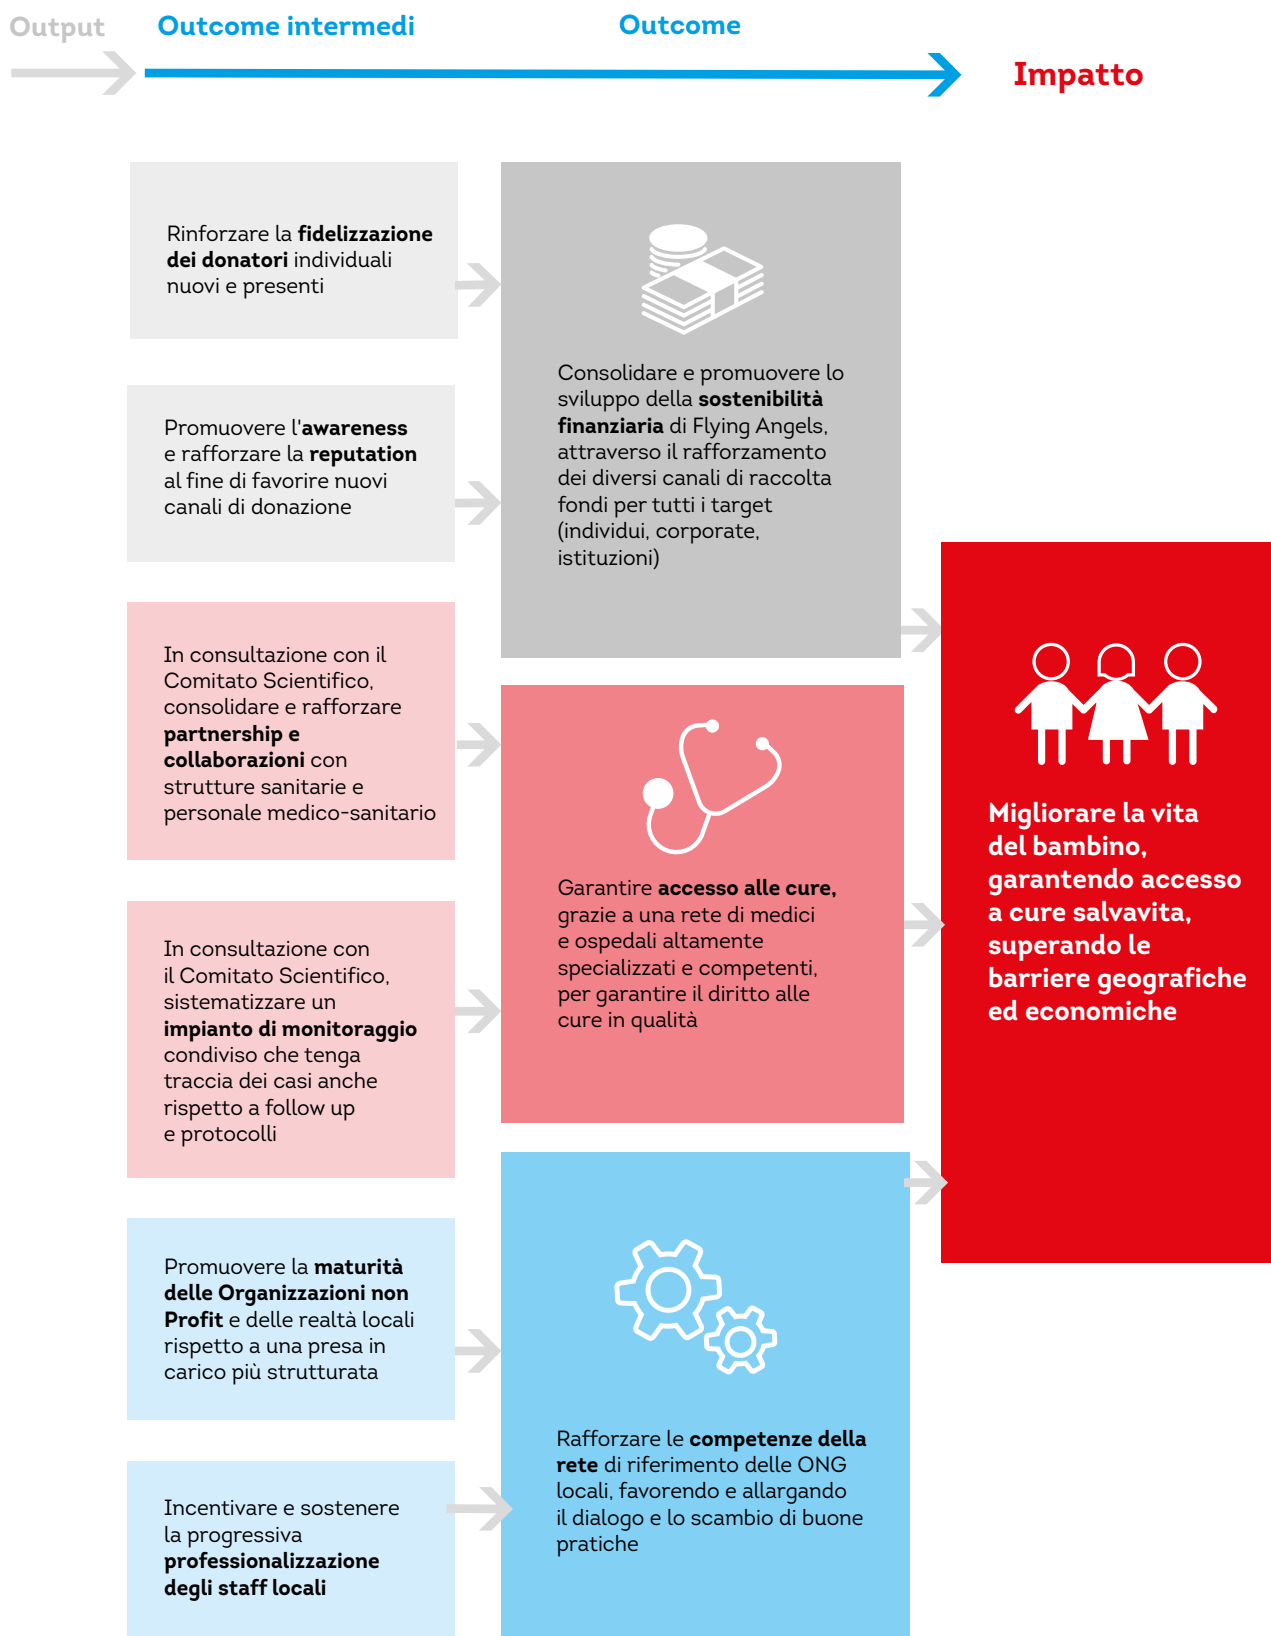 Output
Outcome intermedi
Outcome
Impatto
Rinforzare la fidelizzazione
dei donatori individuali
nuovi e presenti
Promuovere l'awareness
e rafforzare la reputation
al fine di favorire nuovi
canali di donazione
In consultazione con il
Comitato Scientifico,
consolidare e rafforzare
partnership e
collaborazioni con
strutture sanitarie e
personale medico-sanitario
In consultazione con
il Comitato Scientifico,
sistematizzare un
impianto di monitoraggio
condiviso che tenga
traccia dei casi anche
rispetto a follow up
e protocolli
Promuovere la maturità
delle Organizzazioni non
Profit e delle realtà locali
rispetto a una presa in
carico più strutturata
Incentivare e sostenere
la progressiva
professionalizzazione
degli staff locali
Consolidare e promuovere lo
sviluppo della sostenibilità
finanziaria di Flying Angels,
attraverso il rafforzamento
dei diversi canali di raccolta
fondi per tutti i target
(individui, corporate,
istituzioni)
Garantire accesso alle cure,
grazie a una rete di medici
e ospedali altamente
specializzati e competenti,
per garantire il diritto alle
cure in qualità
Rafforzare le competenze della
rete di riferimento delle ONG
locali, favorendo e allargando
il dialogo e lo scambio di buone
pratiche
Migliorare la vita
del bambino,
garantendo accesso
a cure salvavita,
superando le
barriere geografiche
ed economiche